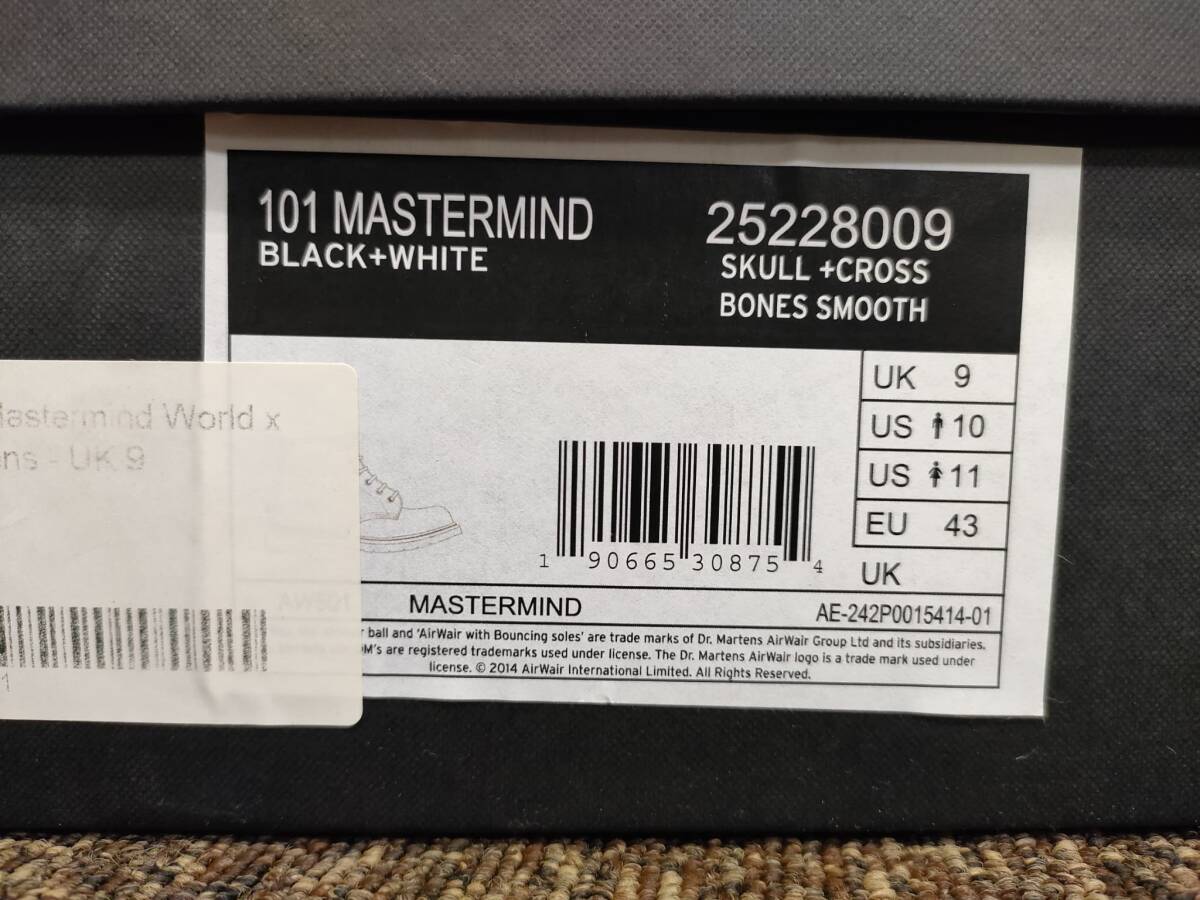 101 MASTERMIND
BLACK+WHITE
25228009
SKULL +CROSS
BONES SMOOTH
Mastermind World x
- UK 9
UK 9
US 10
US 11
EU 43
UK
1 90665 30875 4
MASTERMIND
AE-242P0015414-01
ball and 'AirWair with Bouncing soles' are trade marks of Dr. Martens AirWair Group Ltd and its subsidiaries.
M's are registered trademarks used under license. The Dr. Martens AirWair logo is a trade mark used under
license. © 2014 AirWair International Limited. All Rights Reserved.
1